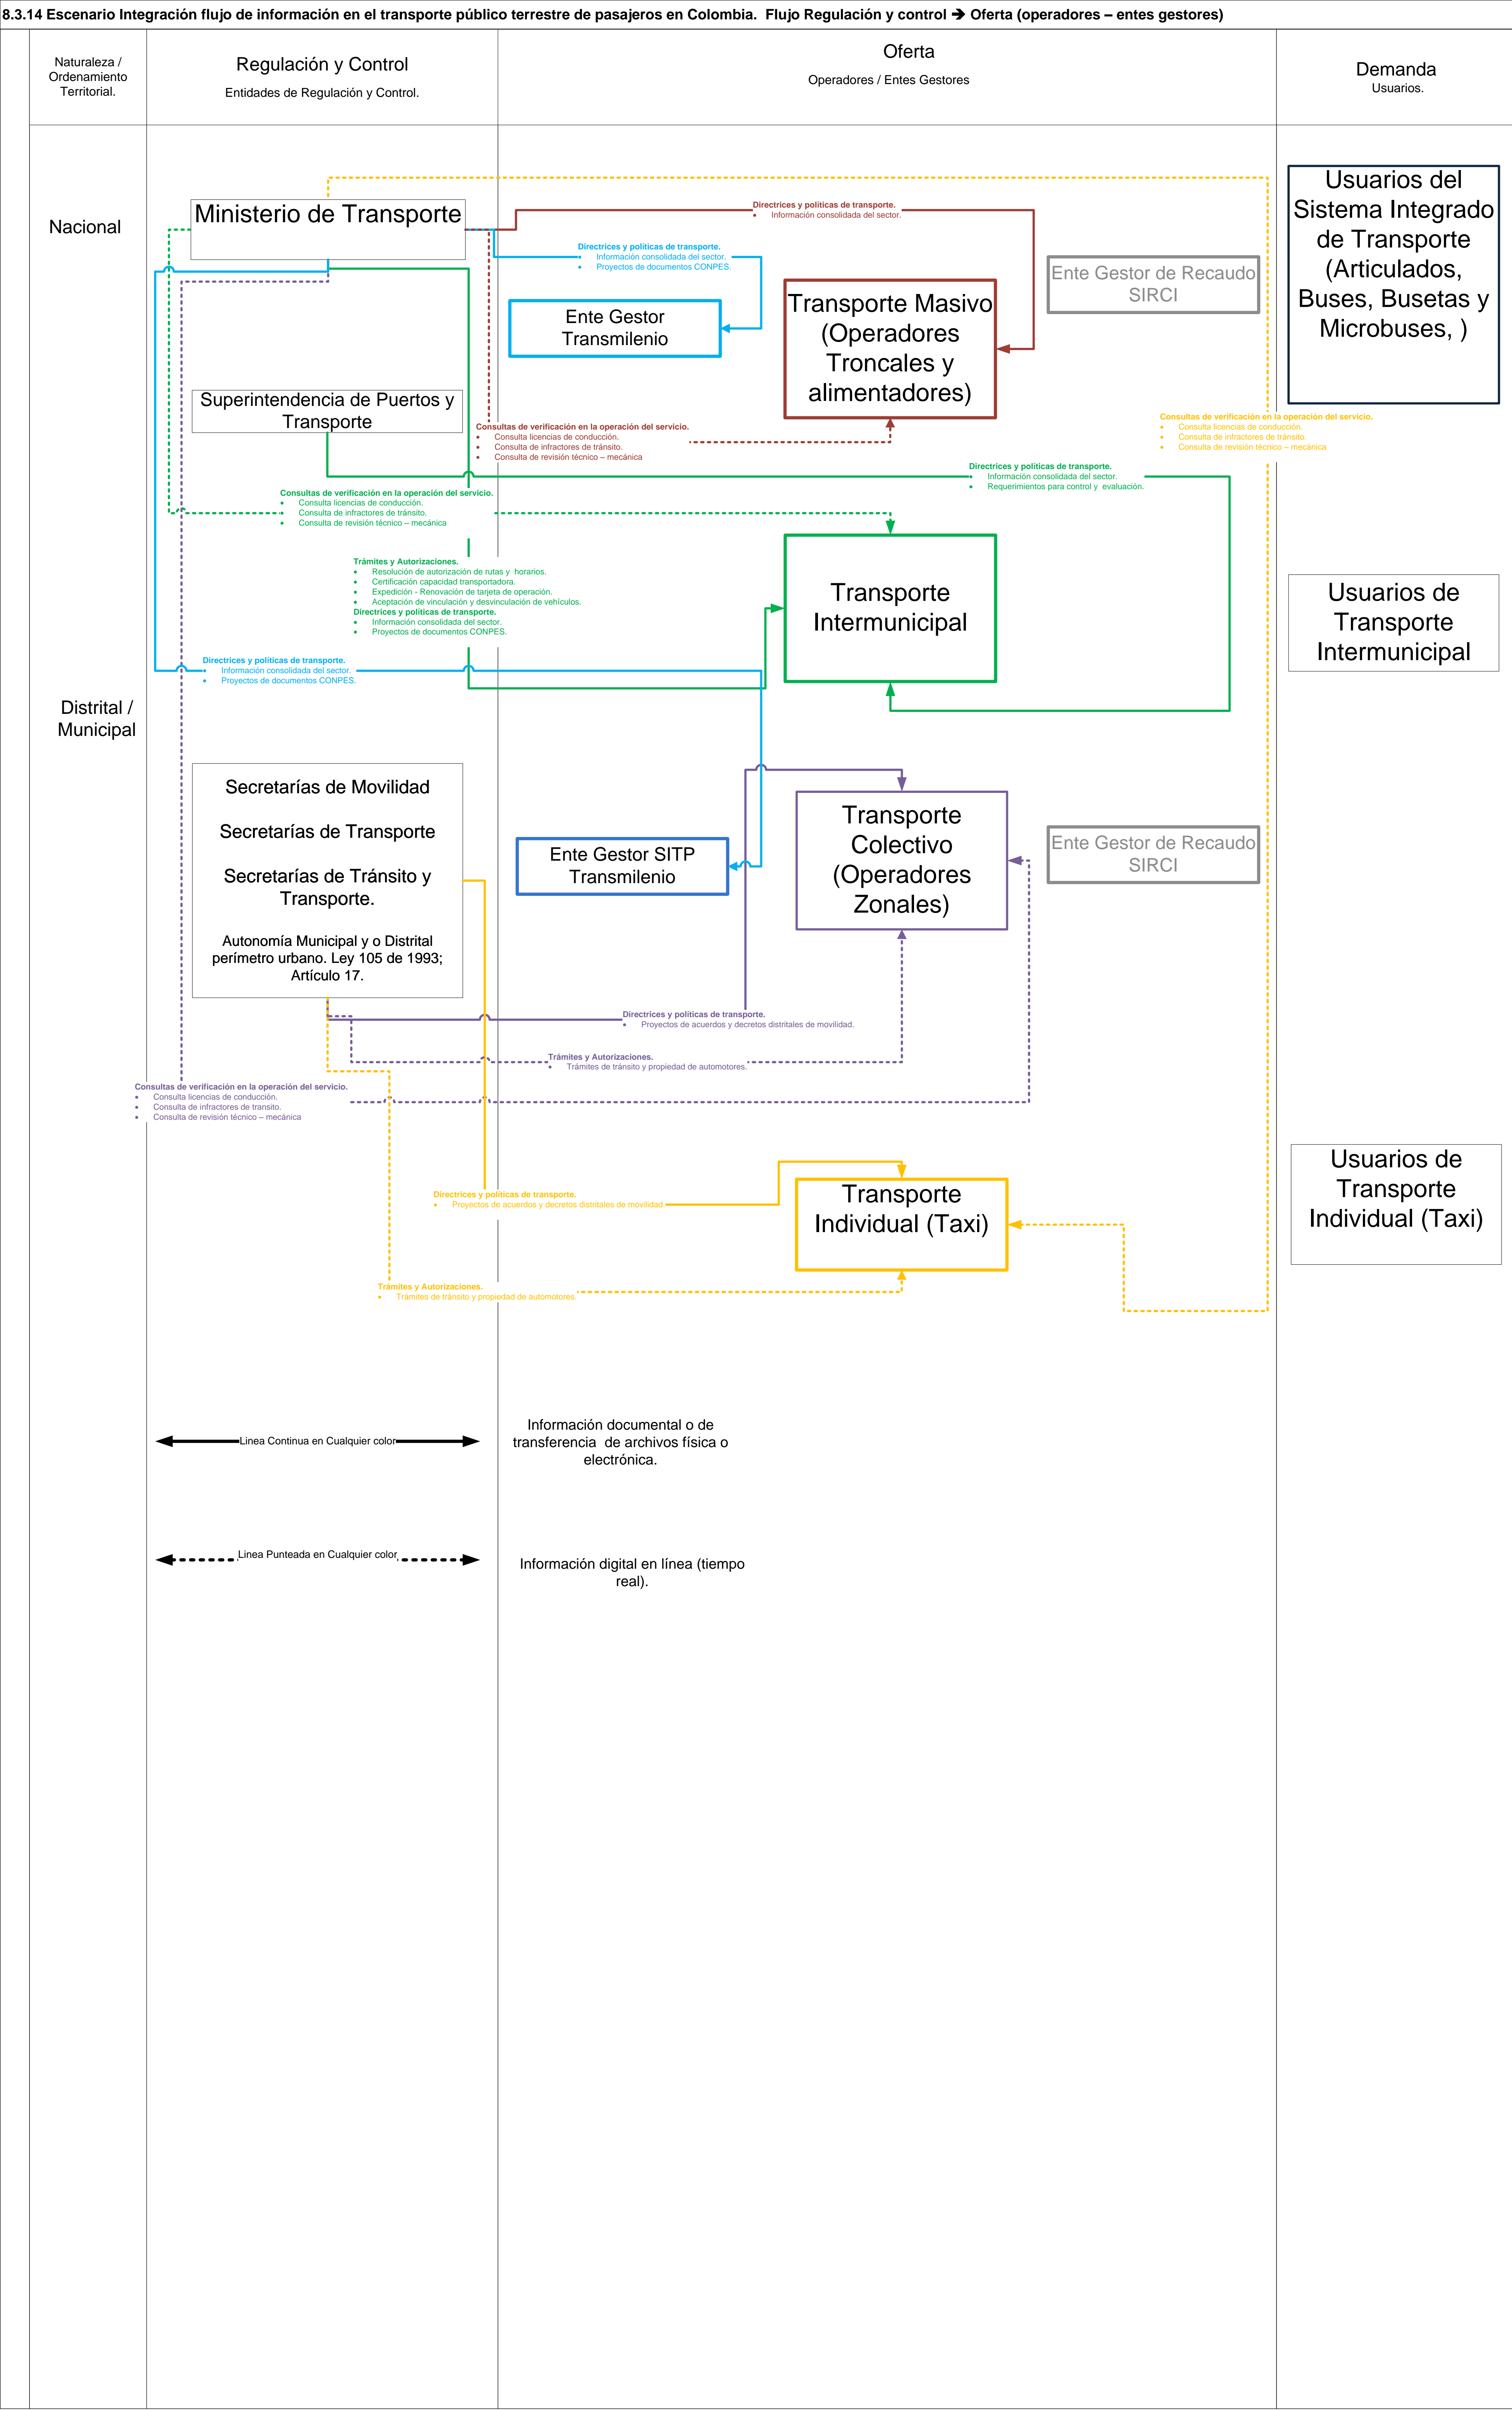 8.3.14 Escenario Integración flujo de información en el transporte público terrestre de pasajeros en Colombia.  Flujo Regulación y control ➔ Oferta (operadores – entes gestores)
Naturaleza /
Ordenamiento
Territorial.
Regulación y Control
Entidades de Regulación y Control.
Oferta
Operadores / Entes Gestores
Demanda
Usuarios.
Nacional
Ministerio de Transporte
Directrices y políticas de transporte.
• Información consolidada del sector.
Directrices y políticas de transporte.
• Información consolidada del sector.
• Proyectos de documentos CONPES.
Ente Gestor
Transmilenio
Transporte Masivo
(Operadores
Troncales y
alimentadores)
Ente Gestor de Recaudo
SIRCI
Usuarios del
Sistema Integrado
de Transporte
(Articulados,
Buses, Busetas y
Microbuses, )
Superintendencia de Puertos y
Transporte
Consultas de verificación en la operación del servicio.
• Consulta licencias de conducción.
• Consulta de infractores de tránsito.
• Consulta de revisión técnico – mecánica
Consultas de verificación en la operación del servicio.
• Consulta licencias de conducción.
• Consulta de infractores de tránsito.
• Consulta de revisión técnico – mecánica
Directrices y políticas de transporte.
• Información consolidada del sector.
• Requerimientos para control y  evaluación.
Consultas de verificación en la operación del servicio.
• Consulta licencias de conducción.
• Consulta de infractores de tránsito.
• Consulta de revisión técnico – mecánica
Trámites y Autorizaciones.
• Resolución de autorización de rutas y  horarios.
• Certificación capacidad transportadora.
• Expedición - Renovación de tarjeta de operación.
• Aceptación de vinculación y desvinculación de vehículos.
Directrices y políticas de transporte.
• Información consolidada del sector.
• Proyectos de documentos CONPES.
Transporte
Intermunicipal
Usuarios de
Transporte
Intermunicipal
Directrices y políticas de transporte.
• Información consolidada del sector.
• Proyectos de documentos CONPES.
Distrital /
Municipal
Secretarías de Movilidad
Secretarías de Transporte
Secretarías de Tránsito y
Transporte.
Autonomía Municipal y o Distrital
perímetro urbano. Ley 105 de 1993;
Artículo 17.
Ente Gestor SITP
Transmilenio
Transporte
Colectivo
(Operadores
Zonales)
Ente Gestor de Recaudo
SIRCI
Directrices y políticas de transporte.
• Proyectos de acuerdos y decretos distritales de movilidad.
Trámites y Autorizaciones.
• Trámites de tránsito y propiedad de automotores.
Consultas de verificación en la operación del servicio.
• Consulta licencias de conducción.
• Consulta de infractores de transito.
• Consulta de revisión técnico – mecánica
Directrices y políticas de transporte.
• Proyectos de acuerdos y decretos distritales de movilidad.
Transporte
Individual (Taxi)
Usuarios de
Transporte
Individual (Taxi)
Trámites y Autorizaciones.
• Trámites de tránsito y propiedad de automotores.
Linea Continua en Cualquier color
Información documental o de
transferencia  de archivos física o
electrónica.
Linea Punteada en Cualquier color
Información digital en línea (tiempo
real).